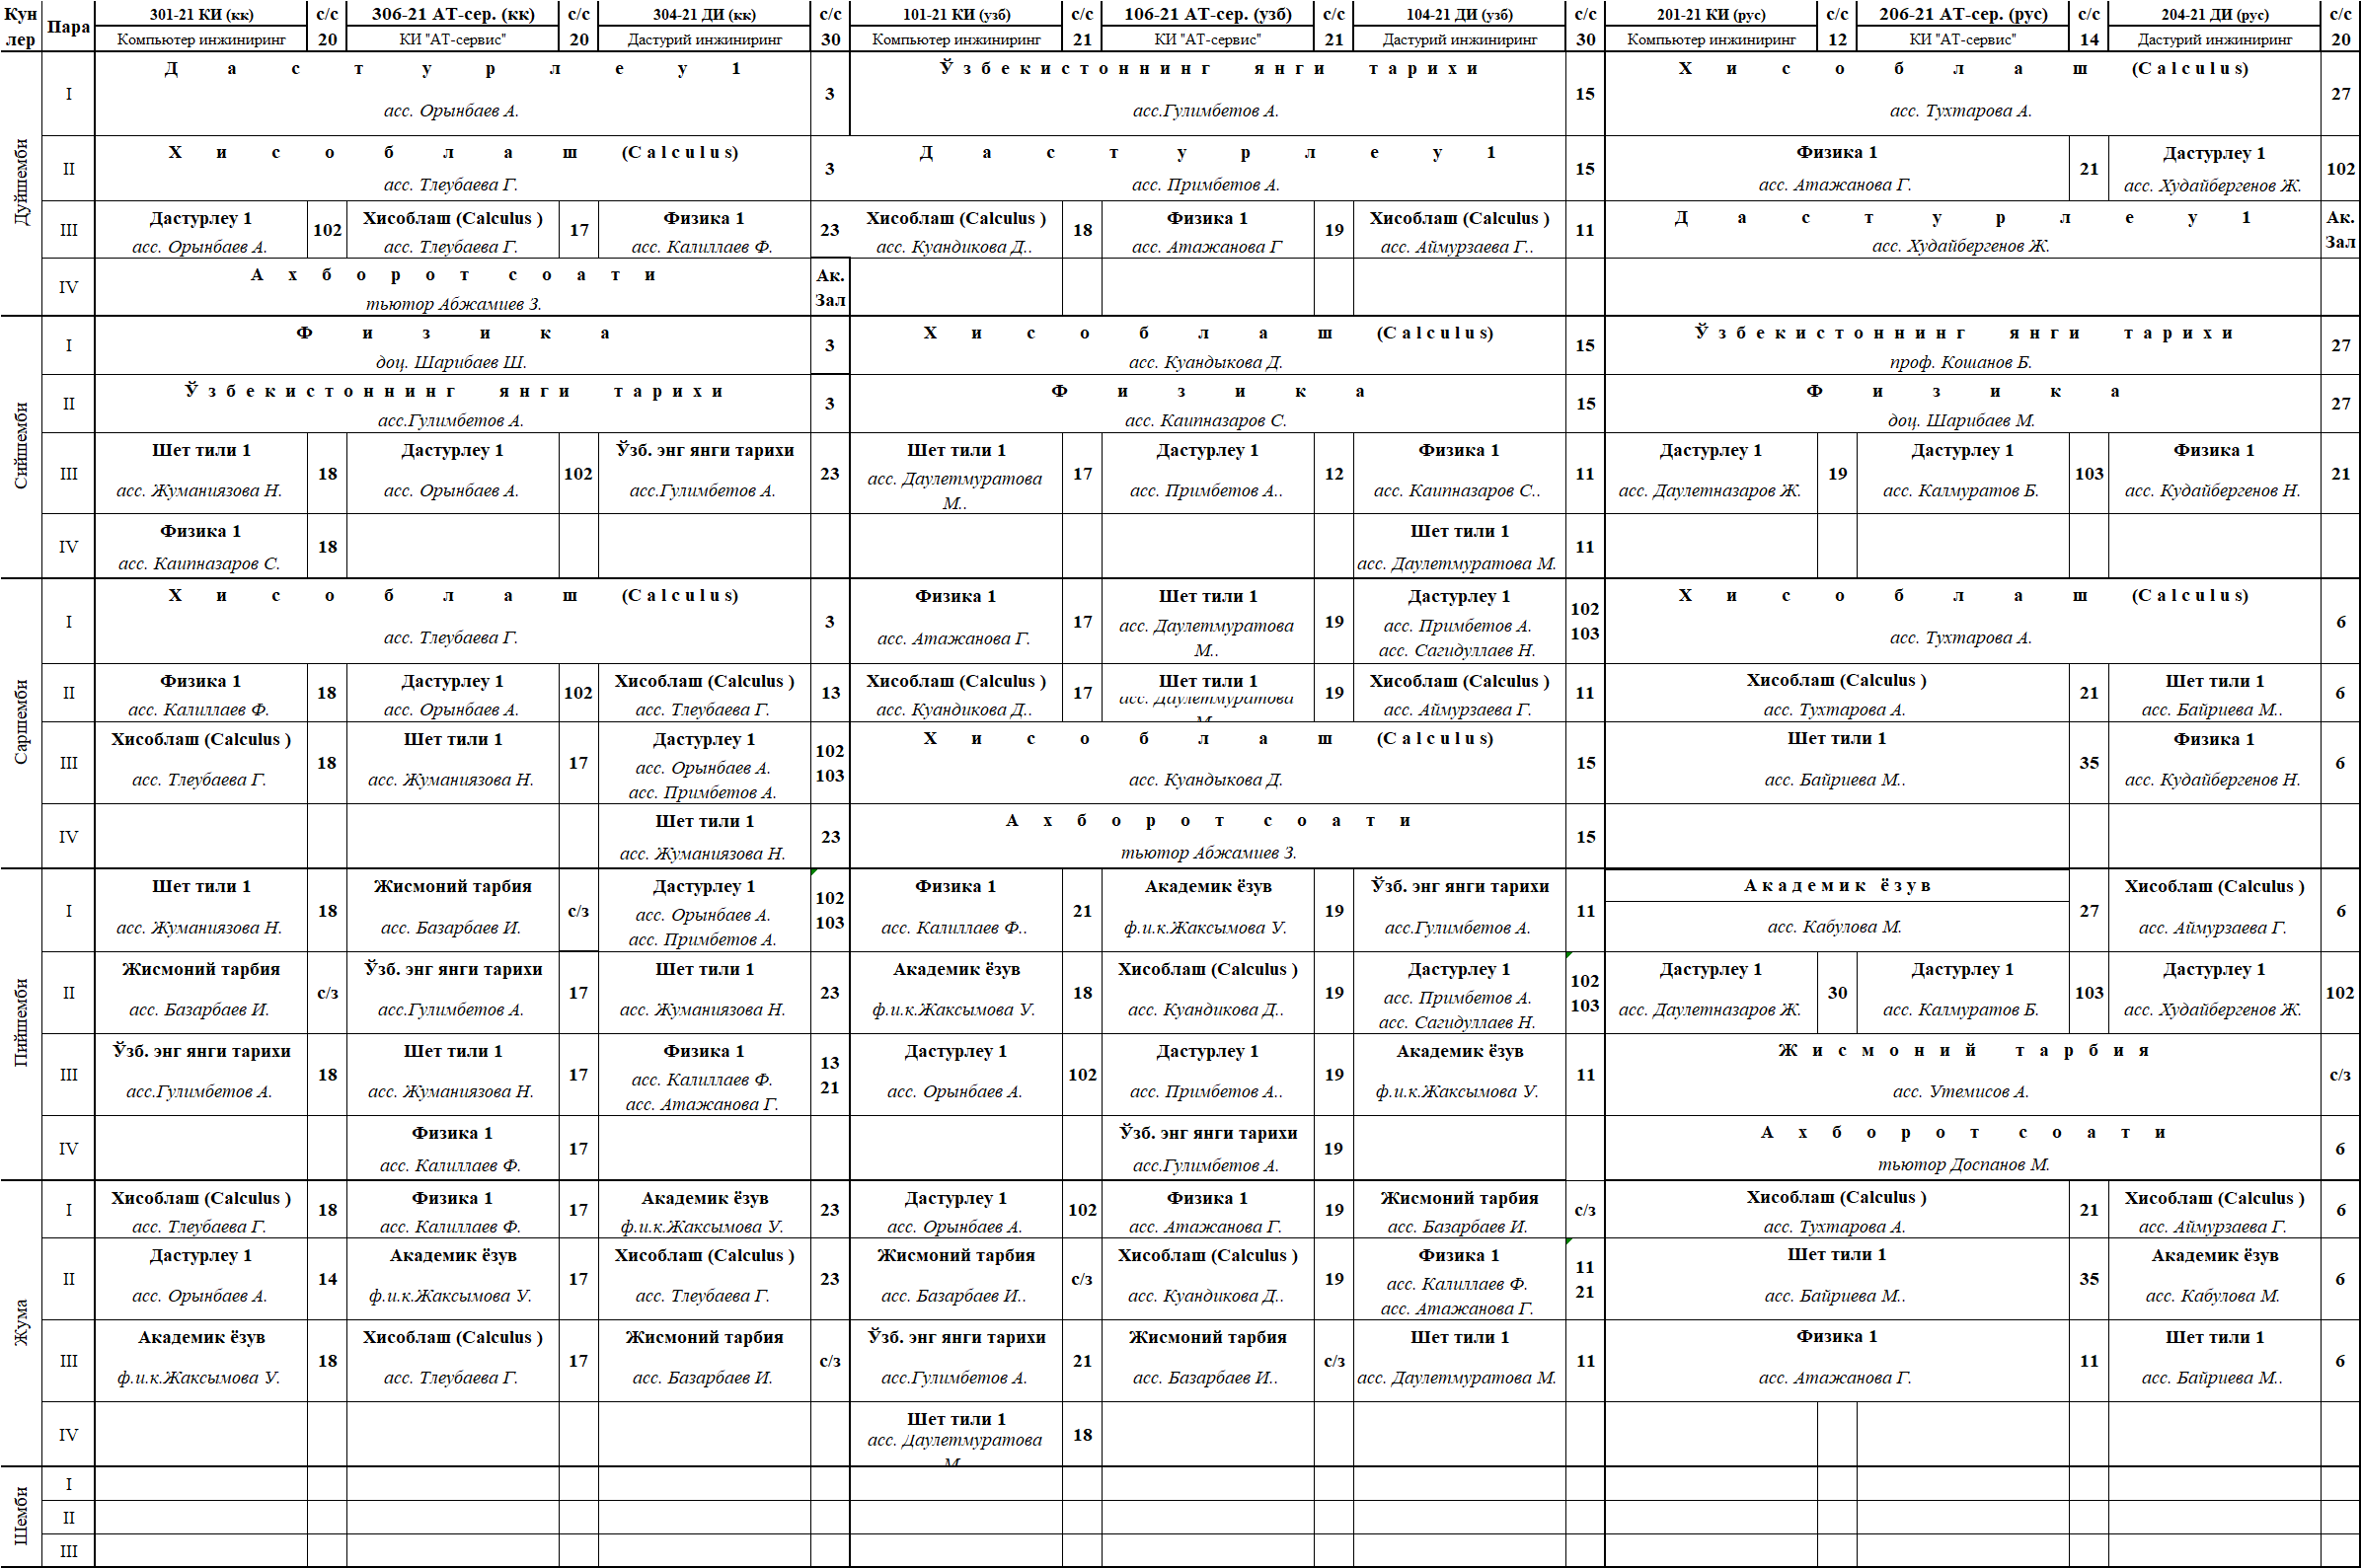 Кун лер Пара 301-21 КИ (кк) с/с 306-21 АТ-сер. (кк) с/с 304-21 ДИ (кк) с/с 101-21 КИ (узб) с/с 106-21 АТ-сер. (узб) с/с 104-21 ДИ (узб) с/с 201-21 КИ (рус) с/с 206-21 АТ-сер. (рус) с/с 204-21 ДИ (рус) с/с
Компьютер инжиниринг 20 КИ "АТ-сервис" 20 Дастурий инжиниринг 30 Компьютер инжиниринг 21 КИ "АТ-сервис" 21 Дастурий инжиниринг 30 Компьютер инжиниринг 12 КИ "АТ-сервис" 14 Дастурий инжиниринг 20
Дуйшемби
I Дастурлеу 1 3 Ўзбекистоннинг янги тарихи 15 Хисоблаш (Calculus) 27
асс. Орынбаев А. асс.Гулимбетов А. асс. Тухтарова А.
II Хисоблаш (Calculus) 3 Дастурлеу 1 15 Физика 1 21 Дастурлеу 1 102
асс. Тлеубаева Г. асс. Примбетов А. асс. Атажанова Г. асс. Худайбергенов Ж.
III Дастурлеу 1 102 Хисоблаш (Calculus ) 17 Физика 1 23 Хисоблаш (Calculus ) 18 Физика 1 19 Хисоблаш (Calculus ) 11 Дастурлеу 1 Ак. Зал
асс. Орынбаев А. асс. Тлеубаева Г. асс. Калиллаев Ф. асс. Куандикова Д.. асс. Атажанова Г асс. Аймурзаева Г.. асс. Худайбергенов Ж.
IV Ахборот соати Ак. Зал
тьютор Абжамиев З.
Сийшемби
I Физика 3 Хисоблаш (Calculus) 15 Ўзбекистоннинг янги тарихи 27
доц. Шарибаев Ш. асс. Куандыкова Д. проф. Кошанов Б.
II Ўзбекистоннинг янги тарихи 3 Физика 15 Физика 27
асс.Гулимбетов А. асс. Каипназаров С. доц. Шарибаев М.
III Шет тили 1 18 Дастурлеу 1 102 Ўзб. энг янги тарихи 23 Шет тили 1 17 Дастурлеу 1 12 Физика 1 11 Дастурлеу 1 19 Дастурлеу 1 103 Физика 1 21
асс. Жуманиязова Н. асс. Орынбаев А. асс.Гулимбетов А. асс. Даулетмуратова М.. асс. Примбетов А.. асс. Каипназаров С.. асс. Даулетназаров Ж. асс. Калмуратов Б. асс. Кудайбергенов Н.
IV Физика 1 18 Шет тили 1 11
асс. Каипназаров С. асс. Даулетмуратова М.
Саршемби
I Хисоблаш (Calculus) 3 Физика 1 17 Шет тили 1 19 Дастурлеу 1 102 103 Хисоблаш (Calculus) 6
асс. Тлеубаева Г. асс. Атажанова Г. асс. Даулетмуратова М.. асс. Примбетов А. асс. Сагидуллаев Н. асс. Тухтарова А.
II Физика 1 18 Дастурлеу 1 102 Хисоблаш (Calculus ) 13 Хисоблаш (Calculus ) 17 Шет тили 1 19 Хисоблаш (Calculus ) 11 Хисоблаш (Calculus ) 21 Шет тили 1 6
асс. Калиллаев Ф. асс. Орынбаев А. асс. Тлеубаева Г. асс. Куандикова Д.. асс. Даулетмуратова асс. Аймурзаева Г. асс. Тухтарова А. асс. Байриева М..
III Хисоблаш (Calculus ) 18 Шет тили 1 17 Дастурлеу 1 102 103 Хисоблаш (Calculus) 15 Шет тили 1 35 Физика 1 6
асс. Тлеубаева Г. асс. Жуманиязова Н. асс. Орынбаев А. асс. Примбетов А. асс. Куандыкова Д. асс. Байриева М.. асс. Кудайбергенов Н.
IV Шет тили 1 23 Ахборот соати 15
асс. Жуманиязова Н. тьютор Абжамиев З.
Пийшемби
I Шет тили 1 18 Жисмоний тарбия с/з Дастурлеу 1 102 103 Физика 1 21 Академик ёзув 19 Ўзб. энг янги тарихи 11 Академик ёзув 27 Хисоблаш (Calculus ) 6
асс. Жуманиязова Н. асс. Базарбаев И. асс. Орынбаев А. асс. Примбетов А. асс. Калиллаев Ф.. ф.и.к.Жаксымова У. асс.Гулимбетов А. асс. Кабулова М. асс. Аймурзаева Г.
II Жисмоний тарбия с/з Ўзб. энг янги тарихи 17 Шет тили 1 23 Академик ёзув 18 Хисоблаш (Calculus ) 19 Дастурлеу 1 102 103 Дастурлеу 1 30 Дастурлеу 1 103 Дастурлеу 1 102
асс. Базарбаев И. асс.Гулимбетов А. асс. Жуманиязова Н. ф.и.к.Жаксымова У. асс. Куандикова Д.. асс. Примбетов А. асс. Сагидуллаев Н. асс. Даулетназаров Ж. асс. Калмуратов Б. асс. Худайбергенов Ж.
III Ўзб. энг янги тарихи 18 Шет тили 1 17 Физика 1 13 21 Дастурлеу 1 102 Дастурлеу 1 19 Академик ёзув 11 Жисмоний тарбия с/з
асс.Гулимбетов А. асс. Жуманиязова Н. асс. Калиллаев Ф. асс. Атажанова Г. асс. Орынбаев А. асс. Примбетов А.. ф.и.к.Жаксымова У. асс. Утемисов А.
IV Физика 1 17 Ўзб. энг янги тарихи 19 Ахборот соати 6
асс. Калиллаев Ф. асс.Гулимбетов А. тьютор Доспанов М.
Жума
I Хисоблаш (Calculus ) 18 Физика 1 17 Академик ёзув 23 Дастурлеу 1 102 Физика 1 19 Жисмоний тарбия с/з Хисоблаш (Calculus ) 21 Хисоблаш (Calculus ) 6
асс. Тлеубаева Г. асс. Калиллаев Ф. ф.и.к.Жаксымова У. асс. Орынбаев А. асс. Атажанова Г. асс. Базарбаев И. асс. Тухтарова А. асс. Аймурзаева Г.
II Дастурлеу 1 14 Академик ёзув 17 Хисоблаш (Calculus ) 23 Жисмоний тарбия с/з Хисоблаш (Calculus ) 19 Физика 1 11 21 Шет тили 1 35 Академик ёзув 6
асс. Орынбаев А. ф.и.к.Жаксымова У. асс. Тлеубаева Г. асс. Базарбаев И.. асс. Куандикова Д.. асс. Калиллаев Ф. асс. Атажанова Г. асс. Байриева М.. асс. Кабулова М.
III Академик ёзув 18 Хисоблаш (Calculus ) 17 Жисмоний тарбия с/з Ўзб. энг янги тарихи 21 Жисмоний тарбия с/з Шет тили 1 11 Физика 1 11 Шет тили 1 6
ф.и.к.Жаксымова У. асс. Тлеубаева Г. асс. Базарбаев И. асс.Гулимбетов А. асс. Базарбаев И.. асс. Даулетмуратова М. асс. Атажанова Г. асс. Байриева М..
IV Шет тили 1 18
асс. Даулетмуратова
Шемби
I
II
III